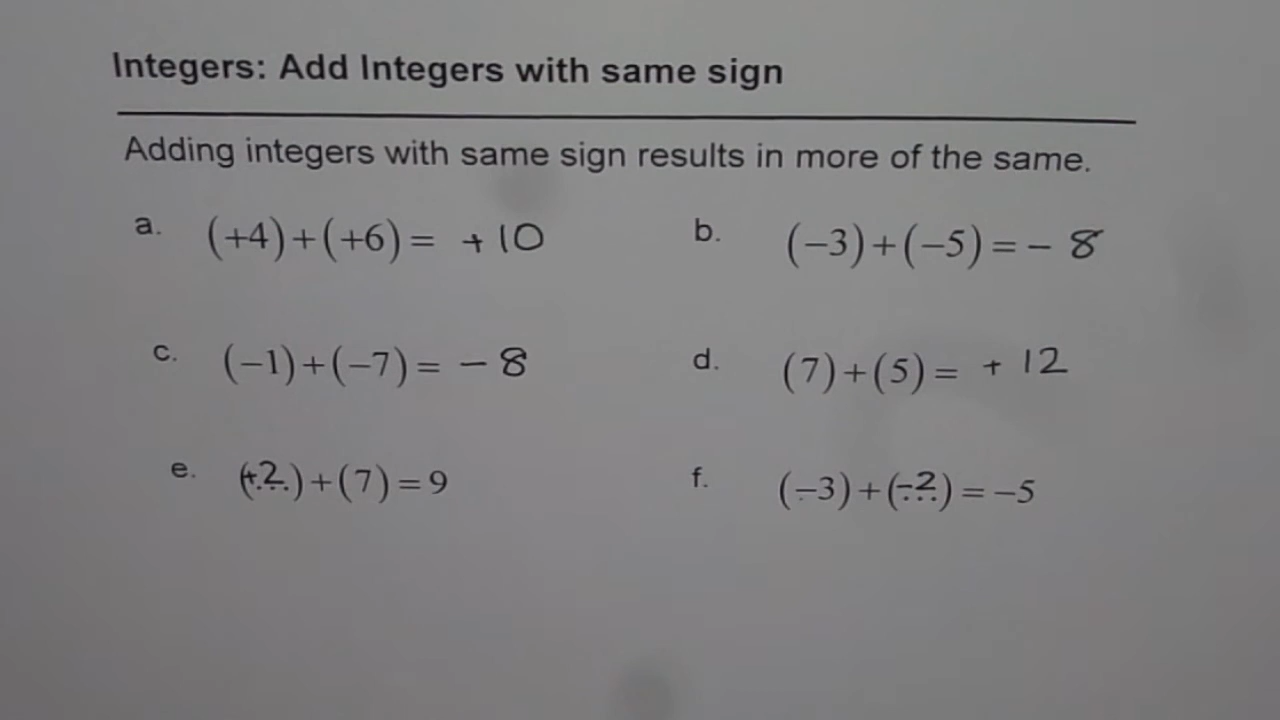 Integers: Add Integers with same sign
Adding integers with same sign results in more of the same.
a. (+4)+(+6)= +10 b. (−3)+(−5)=− 8
c. (−1)+(−7)= −8 d. (7)+(5)= + 12
e. (+2)+(7)=9 f. (−3)+(−2)=−5